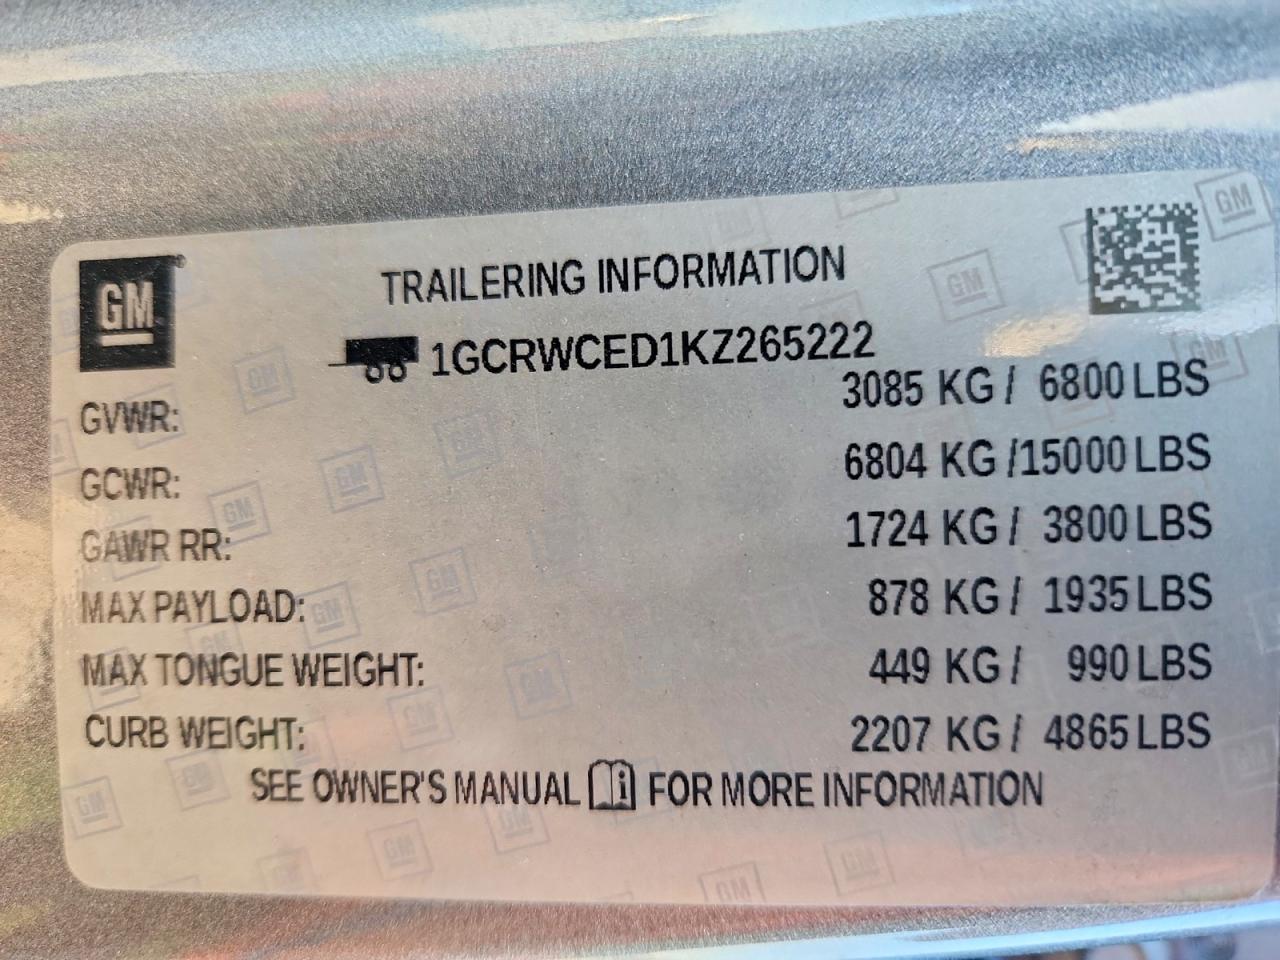 GM
TRAILERING INFORMATION
1GCRWCED1KZ265222
GVWR: 3085 KG / 6800 LBS
GCWR: 6804 KG /15000 LBS
GAWR RR: 1724 KG / 3800 LBS
MAX PAYLOAD: 878 KG / 1935 LBS
MAX TONGUE WEIGHT: 449 KG / 990 LBS
CURB WEIGHT: 2207 KG / 4865 LBS
SEE OWNER'S MANUAL FOR MORE INFORMATION